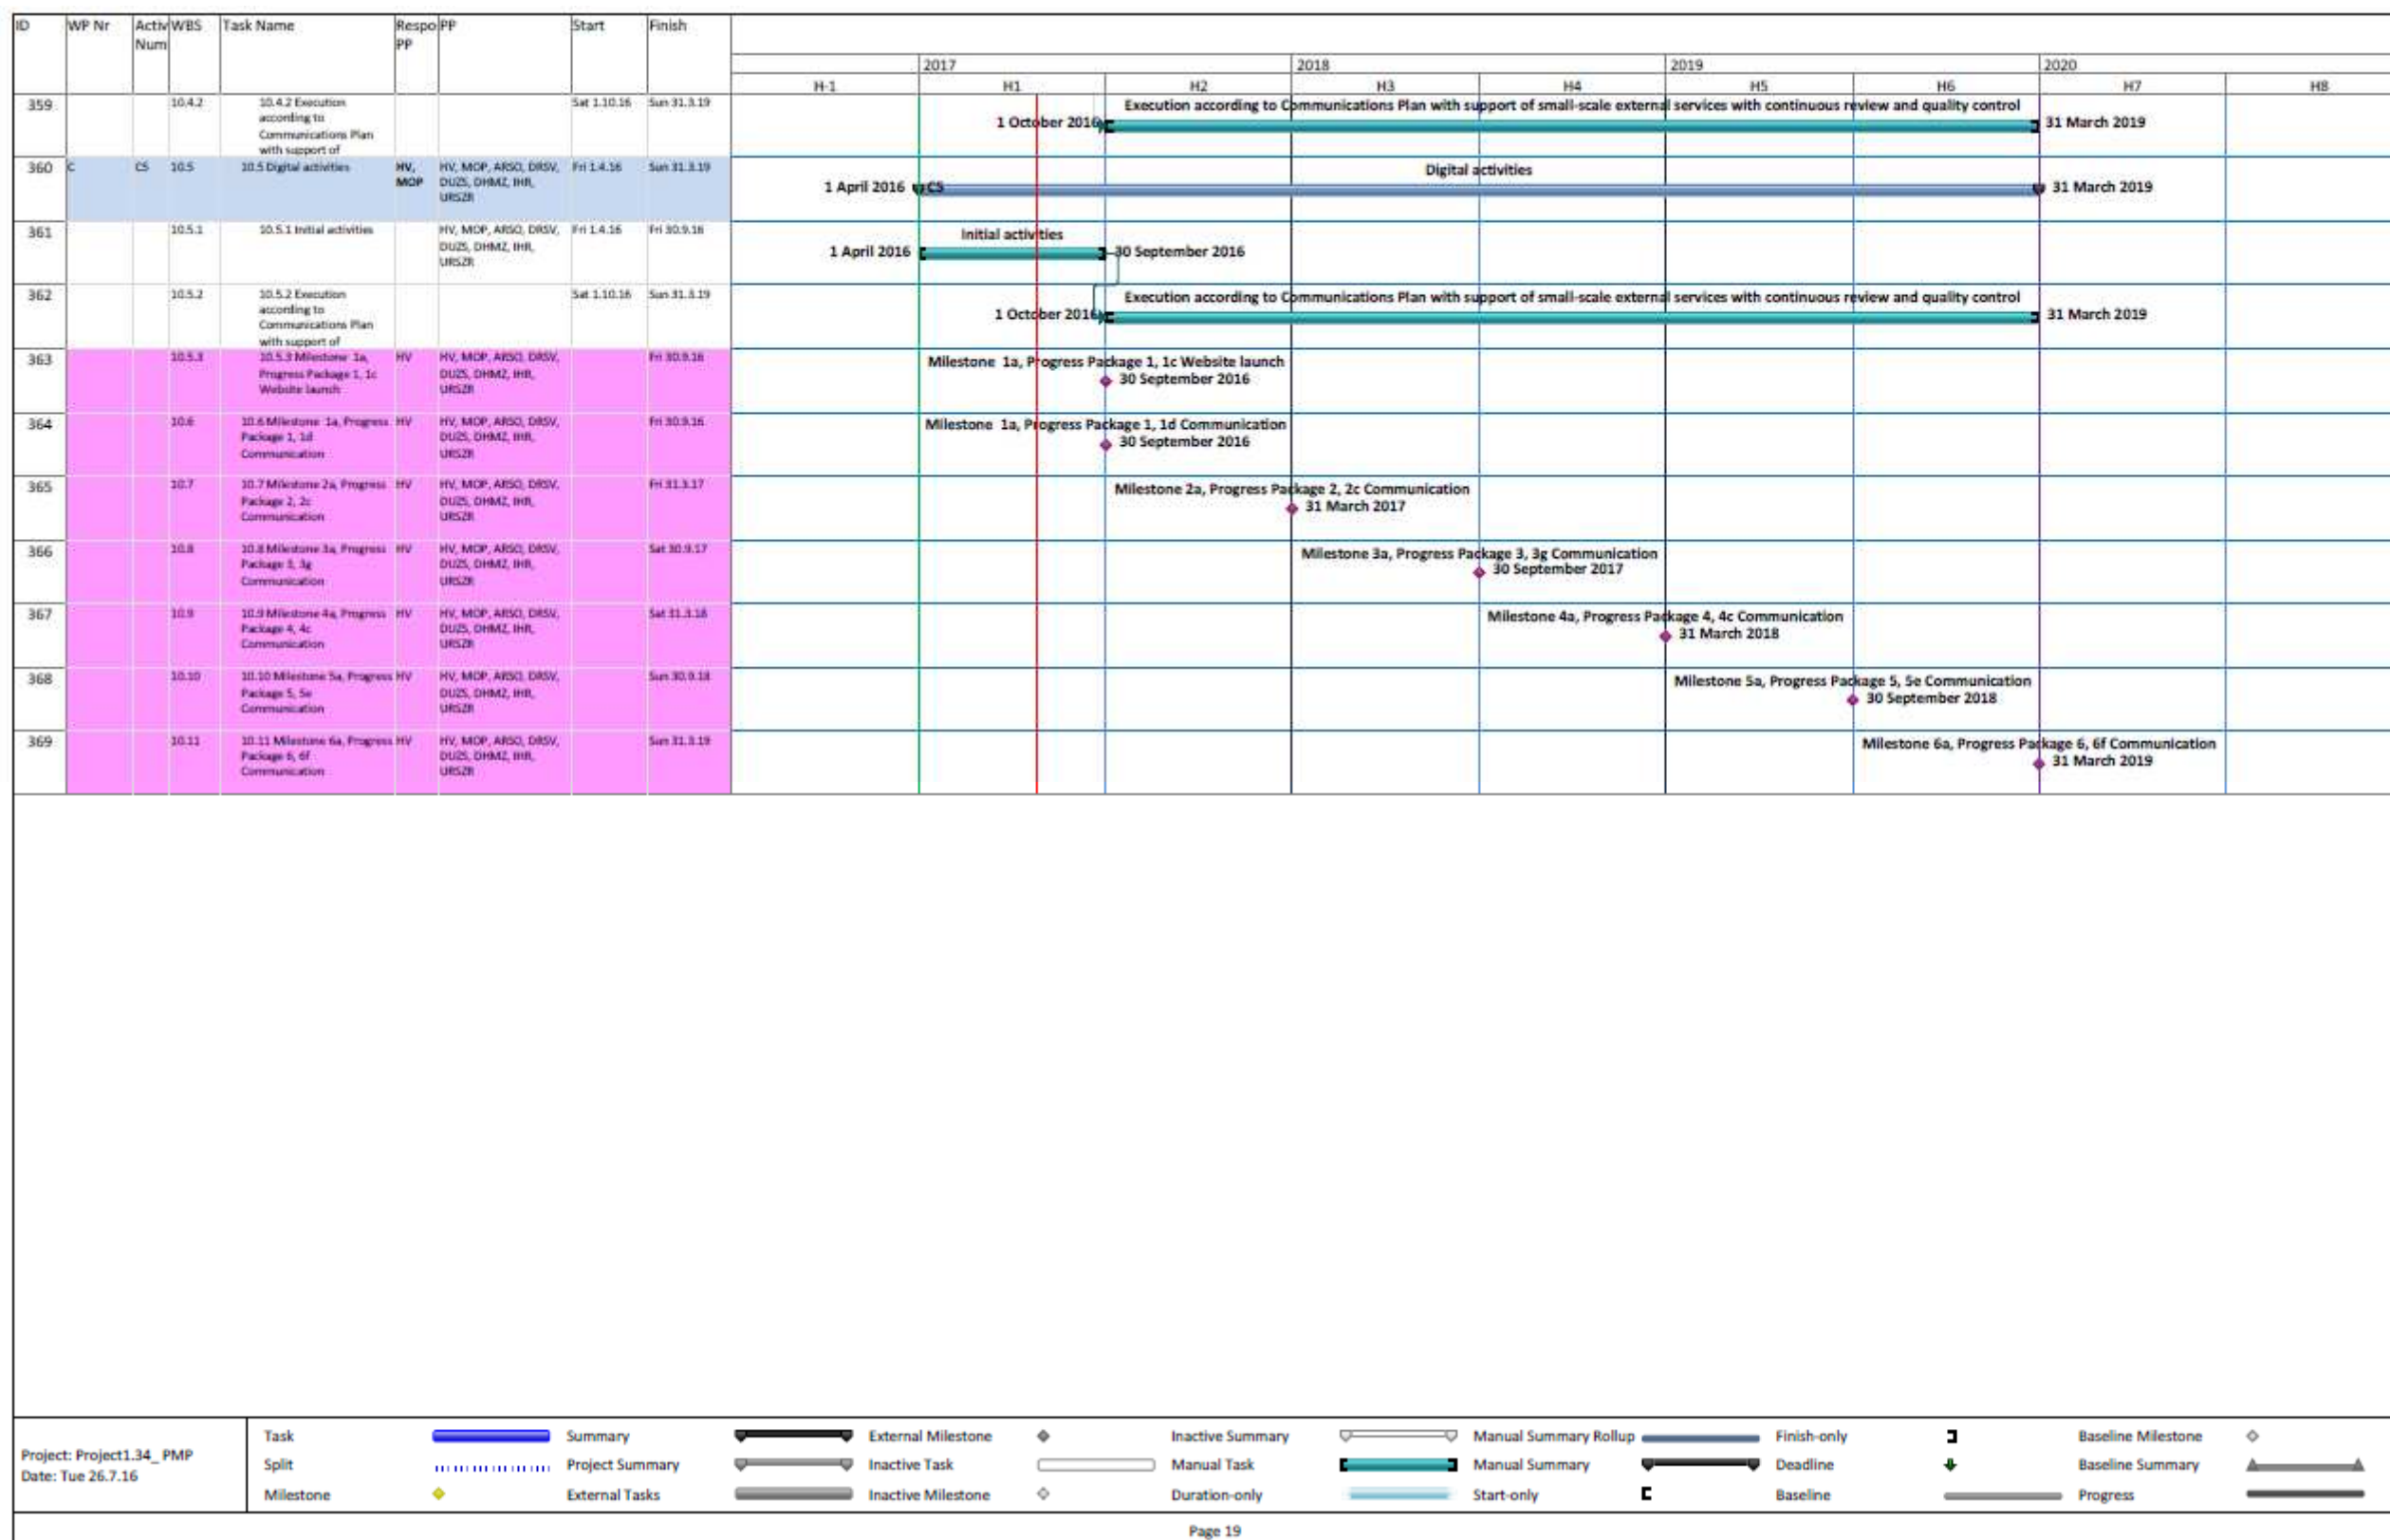 ID WP Nr Activ WBS Task Name Respo PP Start Finish
Num PP
2017 2018 2019 2020
H-1 H1 H2 H3 H4 H5 H6 H7 H8
359 10.4.2 10.4.2 Execution Sat 1.10.16 Sun 31.3.19
according to
Communications Plan
with support of
Execution according to Communications Plan with support of small-scale external services with continuous review and quality control
1 October 2016 31 March 2019
360 C C5 10.5 10.5 Digital activities HV, HV, MOP, ARSO, DRSV, Fri 1.4.16 Sun 31.3.19
MOP DUZS, DHMZ, IHR,
URSZR
Digital activities
1 April 2016 C5 31 March 2019
361 10.5.1 10.5.1 Initial activities HV, MOP, ARSO, DRSV, Fri 1.4.16 Fri 30.9.16
DUZS, DHMZ, IHR,
URSZR
Initial activities
1 April 2016 30 September 2016
362 10.5.2 10.5.2 Execution Sat 1.10.16 Sun 31.3.19
according to
Communications Plan
with support of
Execution according to Communications Plan with support of small-scale external services with continuous review and quality control
1 October 2016 31 March 2019
363 10.5.3 10.5.3 Milestone 1a, HV HV, MOP, ARSO, DRSV, Fri 30.9.16
Progress Package 1, 1c DUZS, DHMZ, IHR,
Website launch URSZR
Milestone 1a, Progress Package 1, 1c Website launch
30 September 2016
364 10.6 10.6 Milestone 1a, Progress HV HV, MOP, ARSO, DRSV, Fri 30.9.16
Package 1, 1d DUZS, DHMZ, IHR,
Communication URSZR
Milestone 1a, Progress Package 1, 1d Communication
30 September 2016
365 10.7 10.7 Milestone 2a, Progress HV HV, MOP, ARSO, DRSV, Fri 31.3.17
Package 2, 2c DUZS, DHMZ, IHR,
Communication URSZR
Milestone 2a, Progress Package 2, 2c Communication
31 March 2017
366 10.8 10.8 Milestone 3a, Progress HV HV, MOP, ARSO, DRSV, Sat 30.9.17
Package 3, 3g DUZS, DHMZ, IHR,
Communication URSZR
Milestone 3a, Progress Package 3, 3g Communication
30 September 2017
367 10.9 10.9 Milestone 4a, Progress HV HV, MOP, ARSO, DRSV, Sat 31.3.18
Package 4, 4c DUZS, DHMZ, IHR,
Communication URSZR
Milestone 4a, Progress Package 4, 4c Communication
31 March 2018
368 10.10 10.10 Milestone 5a, Progress HV HV, MOP, ARSO, DRSV, Sun 30.9.18
Package 5, 5e DUZS, DHMZ, IHR,
Communication URSZR
Milestone 5a, Progress Package 5, 5e Communication
30 September 2018
369 10.11 10.11 Milestone 6a, Progress HV HV, MOP, ARSO, DRSV, Sun 31.3.19
Package 6, 6f DUZS, DHMZ, IHR,
Communication URSZR
Milestone 6a, Progress Package 6, 6f Communication
31 March 2019
Project: Project1.34_ PMP
Date: Tue 26.7.16
Task Summary External Milestone Inactive Summary Manual Summary Rollup Finish-only Baseline Milestone
Split Project Summary Inactive Task Manual Task Manual Summary Deadline Baseline Summary
Milestone External Tasks Inactive Milestone Duration-only Start-only Baseline Progress
Page 19